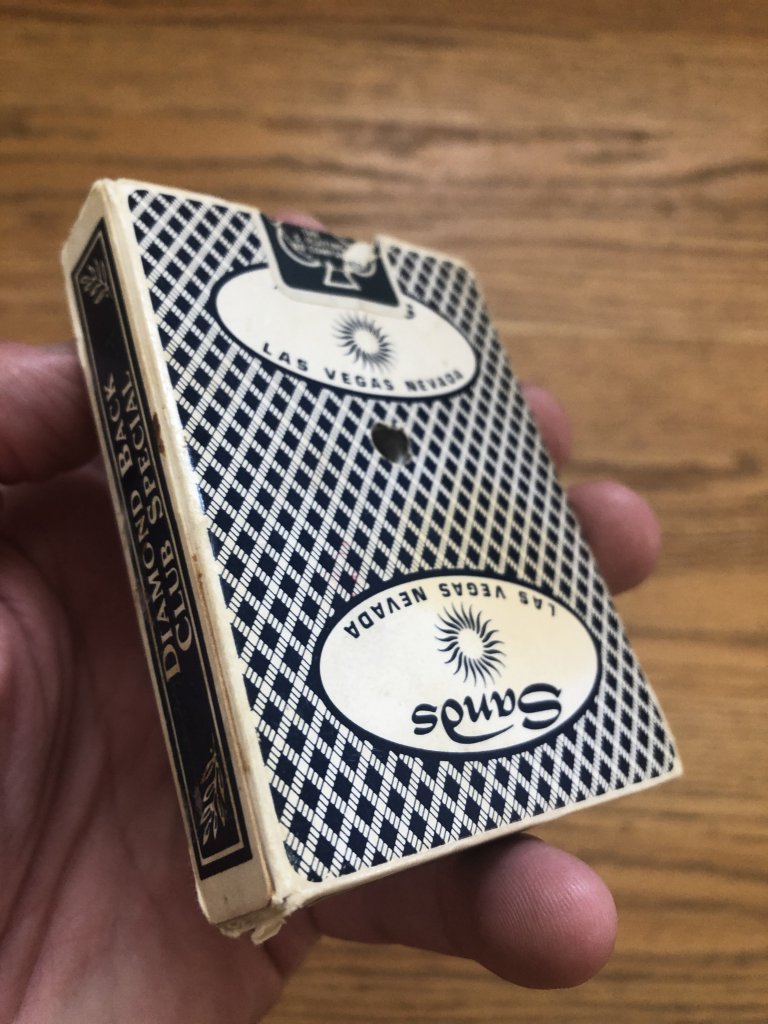 LAS VEGAS NEVADA
DIAMOND BACK
CLUB SPECIAL
LAS VEGAS NEVADA
Sands